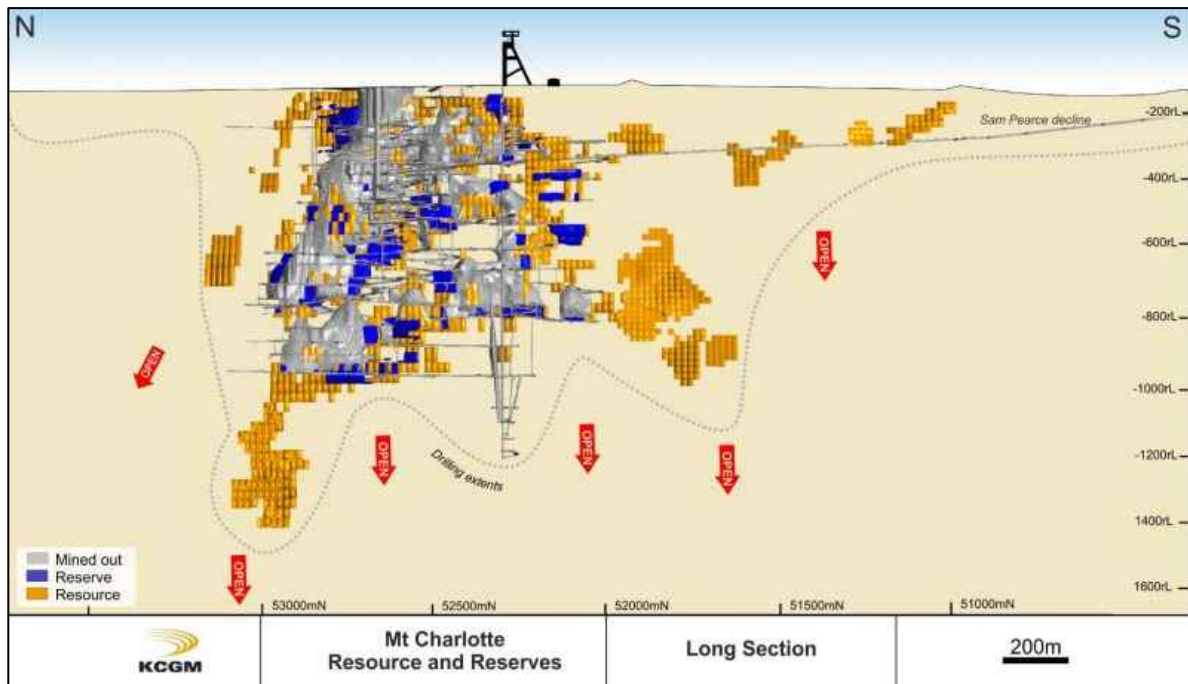 N
S
-200rL
Sam Pearce decline
-400rL
OPEN
-600rL
-800rL
OPEN
-1000rL
OPEN
OPEN
OPEN
Drilling extents
-1200rL
1400rL
Mined out
Reserve
Resource
OPEN
1600rL
53000mN
52500mN
52000mN
51500mN
51000mN
KCGM
Mt Charlotte
Resource and Reserves
Long Section
200m